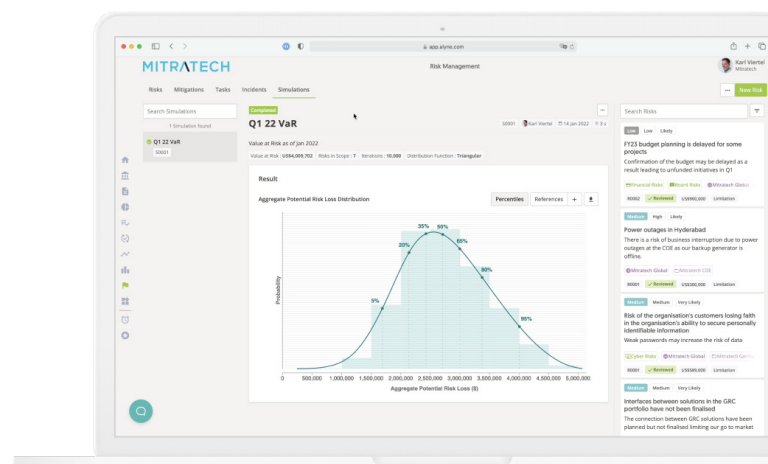 app.alyne.com
MITRATECH
Risk Management
Karl Viertel
Mitratech
Risks
Mitigations
Tasks
Incidents
Simulations
New Risk
Search Simulations
1 Simulation found
Q1 22 VaR
S0001
Completed
Q1 22 VaR
S0001
Karl Viertel
14 Jan 2022
3 s
Value at Risk as of Jan 2022
Value at Risk : US$4,009,702
Risks in Scope : 7
Iterations : 10,000
Distribution Function : Triangular
Result
Aggregate Potential Risk Loss Distribution
Percentiles
References
Probability
5%
20%
35%
50%
65%
80%
95%
0
500,000
1,000,000
1,500,000
2,000,000
2,500,000
3,000,000
3,500,000
4,000,000
4,500,000
5,000,000
Aggregate Potential Risk Loss ($)
Search Risks
Low
Low
Likely
FY23 budget planning is delayed for some
projects
Confirmation of the budget may be delayed as a
result leading to unfunded initiatives in Q1
Financial Risks
Board Risks
Mitratech Global
R0002
Reviewed
Limitation
Medium
High
Likely
Power outages in Hyderabad
There is a risk of business interruption due to power
outages at the COE as our backup generator is
offline.
Mitratech Global
Mitratech COE
Reviewed
Limitation
Medium
Medium
Very Likely
Risk of the organisation's customers losing faith
in the organisation's ability to secure personally
identifiable information
Weak passwords may increase the risk of data
Cyber Risks
Mitratech Global
Reviewed
Limitation
Medium
Medium
Very Likely
Interfaces between solutions in the GRC
portfolio have not been finalised
The connection between GRC solutions have been
planned but not finalised limiting our go to market